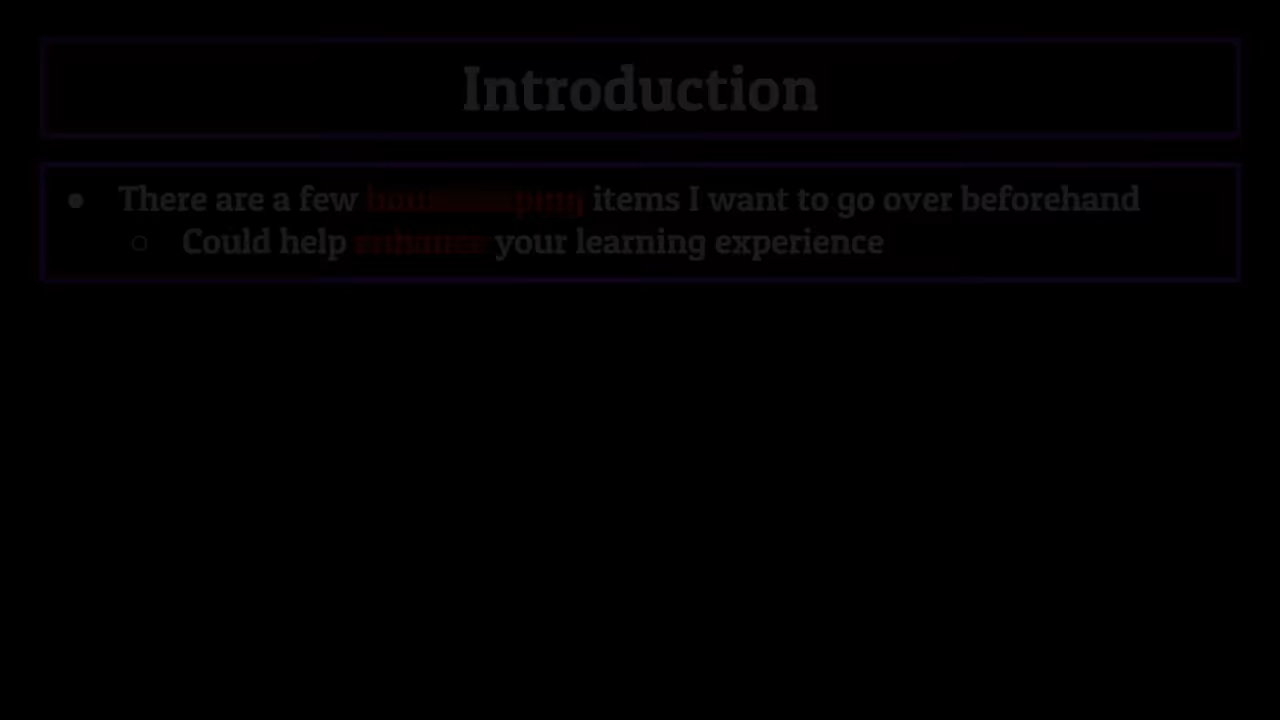 Introduction
● There are a few housekeeping items I want to go over beforehand
○ Could help enhance your learning experience